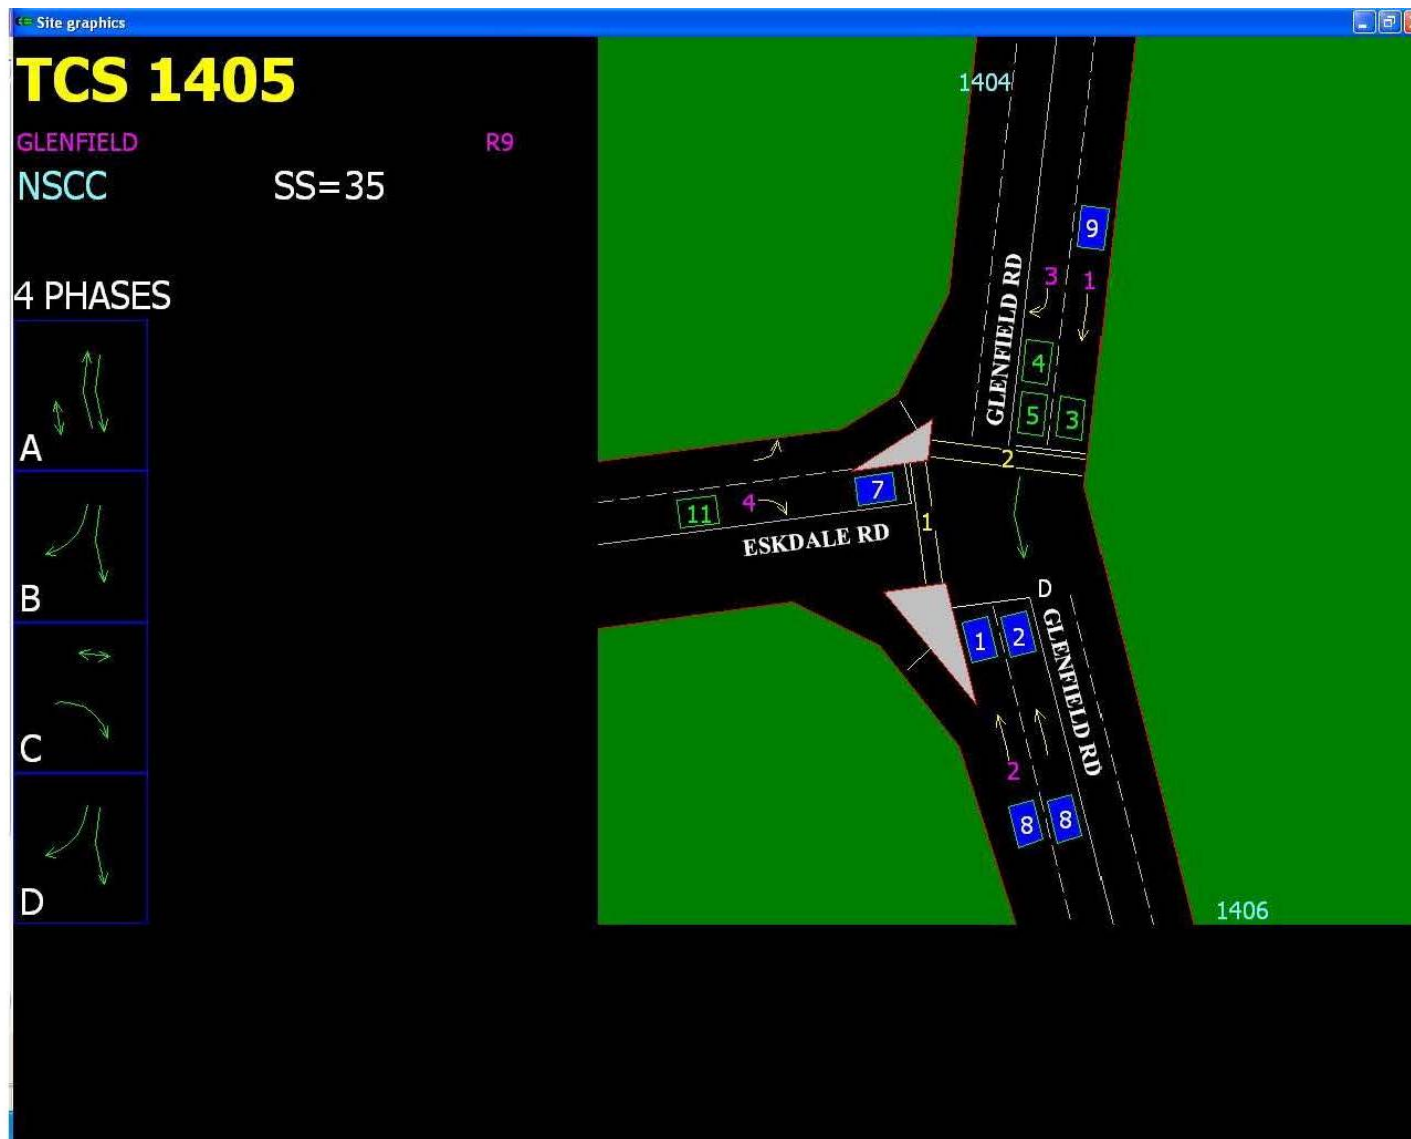 Site graphics
TCS 1405
GLENFIELD R9
NSCC SS=35
4 PHASES
A
B
C
D
1404
9
3 1
GLENFIELD RD
4
5 3
2
11 4 7
1
ESKDALE RD
D
1 2
GLENFIELD RD
2
8 8
1406